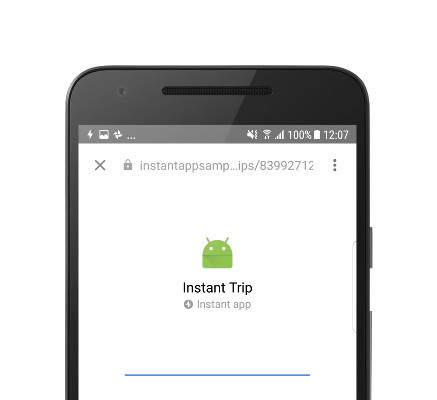 ... 100% 12:07
instantappsamp...ips/83992712
Instant Trip
Instant app